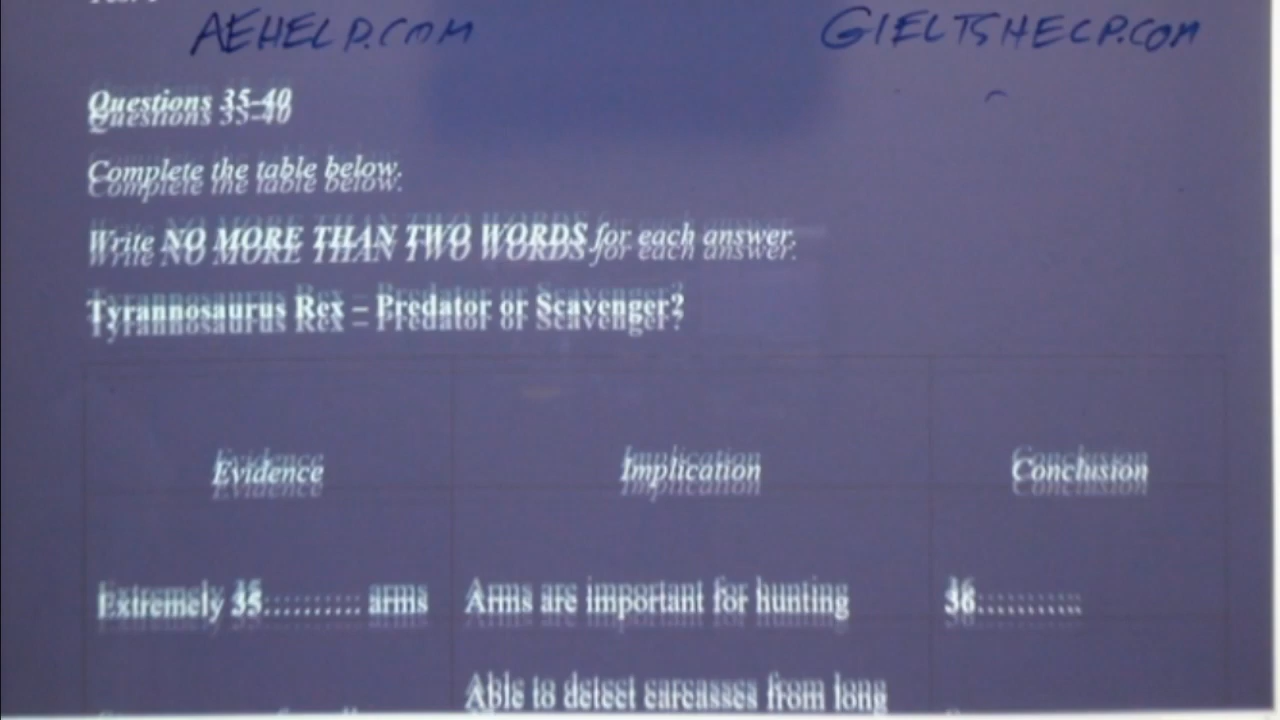 AEHELP.COM
GIELTSHELP.COM
Questions 35-40
Complete the table below.
Write NO MORE THAN TWO WORDS for each answer.
Tyrannosaurus Rex – Predator or Scavenger?
Evidence Implication Conclusion
Extremely 35.......... arms Arms are important for hunting 36..........
Able to detect carcasses from long